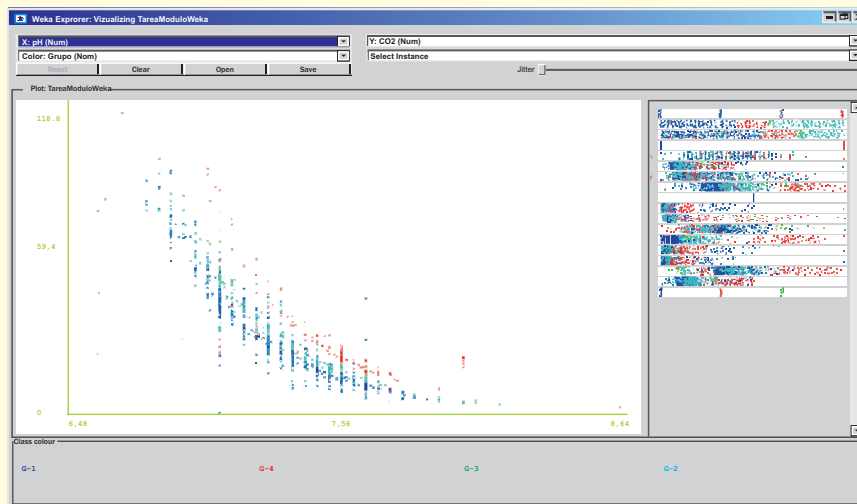 Weka Exprorer: Vizualizing TareaModuloWeka
X: pH (Num)
Y: CO2 (Num)
Color: Grupo (Nom)
Select Instance
Reset
Clear
Open
Save
Jitter
Plot: TareaModuloWeka
118.8
59,4
0
6,48
7,56
8,64
Class colour
G-1
G-4
G-3
G-2